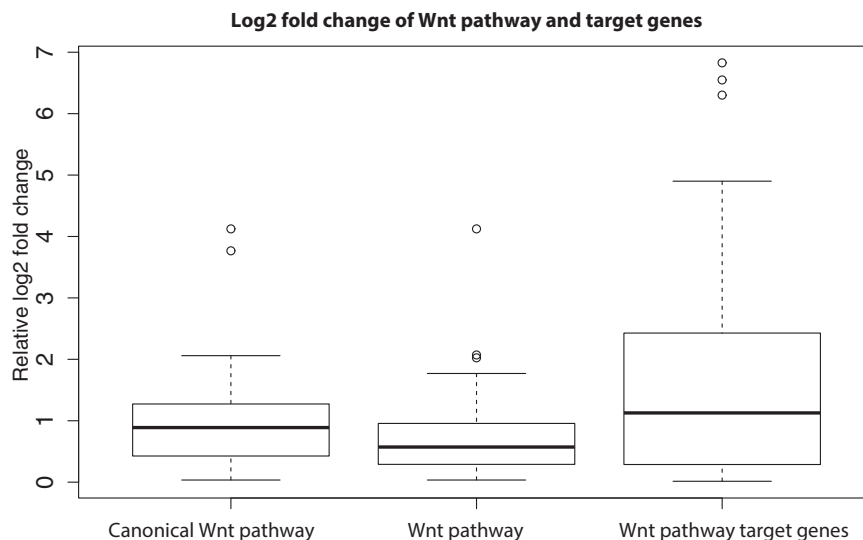 Log2 fold change of Wnt pathway and target genes
Relative log2 fold change
7
6
5
4
3
2
1
0
Canonical Wnt pathway Wnt pathway Wnt pathway target genes